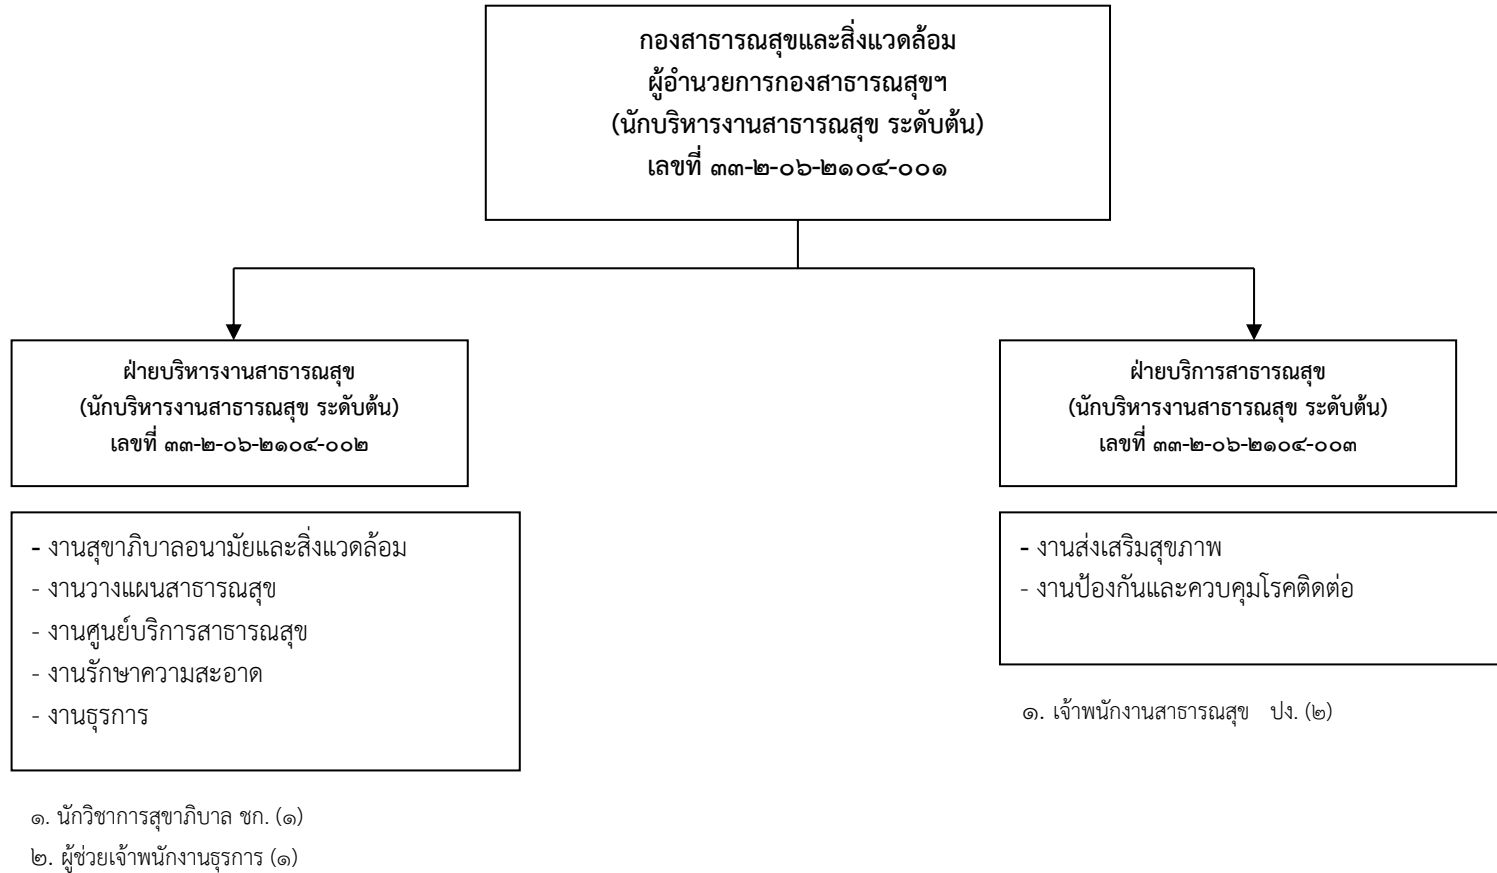 กองสาธารณสุขและสิ่งแวดล้อม
ผู้อำนวยการกองสาธารณสุขฯ
(นักบริหารงานสาธารณสุข ระดับต้น)
เลขที่ ๓๓-๒-๐๖-๒๑๐๔-๐๐๑
ฝ่ายบริหารงานสาธารณสุข
(นักบริหารงานสาธารณสุข ระดับต้น)
เลขที่ ๓๓-๒-๐๖-๒๑๐๔-๐๐๒
- งานสุขาภิบาลอนามัยและสิ่งแวดล้อม
- งานวางแผนสาธารณสุข
- งานศูนย์บริการสาธารณสุข
- งานรักษาความสะอาด
- งานธุรการ
๑. นักวิชาการสุขาภิบาล ชก. (๑)
๒. ผู้ช่วยเจ้าพนักงานธุรการ (๑)
ฝ่ายบริการสาธารณสุข
(นักบริหารงานสาธารณสุข ระดับต้น)
เลขที่ ๓๓-๒-๐๖-๒๑๐๔-๐๐๓
- งานส่งเสริมสุขภาพ
- งานป้องกันและควบคุมโรคติดต่อ
๑. เจ้าพนักงานสาธารณสุข ปง. (๒)